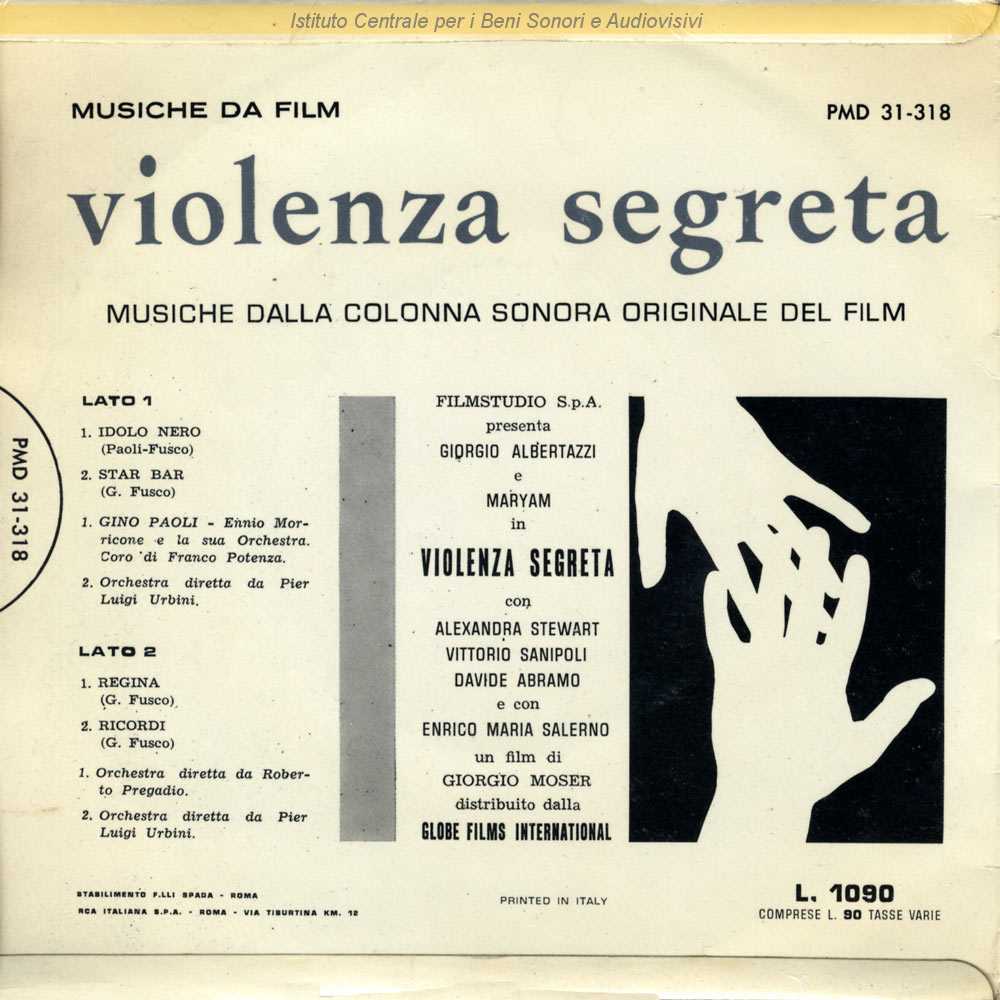 Istituto Centrale per i Beni Sonori e Audiovisivi
MUSICHE DA FILM
PMD 31-318
violenza segreta
MUSICHE DALLA COLONNA SONORA ORIGINALE DEL FILM
PMD 31-318
LATO 1
1. IDOLO NERO
(Paoli-Fusco)
2. STAR BAR
(G. Fusco)
1. GINO PAOLI - Ennio Mor-
ricone e la sua Orchestra.
Coro di Franco Potenza.
2. Orchestra diretta da Pier
Luigi Urbini.
LATO 2
1. REGINA
(G. Fusco)
2. RICORDI
(G. Fusco)
1. Orchestra diretta da Rober-
to Pregadio.
2. Orchestra diretta da Pier
Luigi Urbini.
FILMSTUDIO S.p.A.
presenta
GIORGIO ALBERTAZZI
e
MARYAM
in
VIOLENZA SEGRETA
con
ALEXANDRA STEWART
VITTORIO SANIPOLI
DAVIDE ABRAMO
e con
ENRICO MARIA SALERNO
un film di
GIORGIO MOSER
distribuito dalla
GLOBE FILMS INTERNATIONAL
STABILIMENTO F.LLI SPADA - ROMA
RCA ITALIANA S.P.A. - ROMA - VIA TIBURTINA KM. 12
PRINTED IN ITALY
L. 1090
COMPRESE L. 90 TASSE VARIE